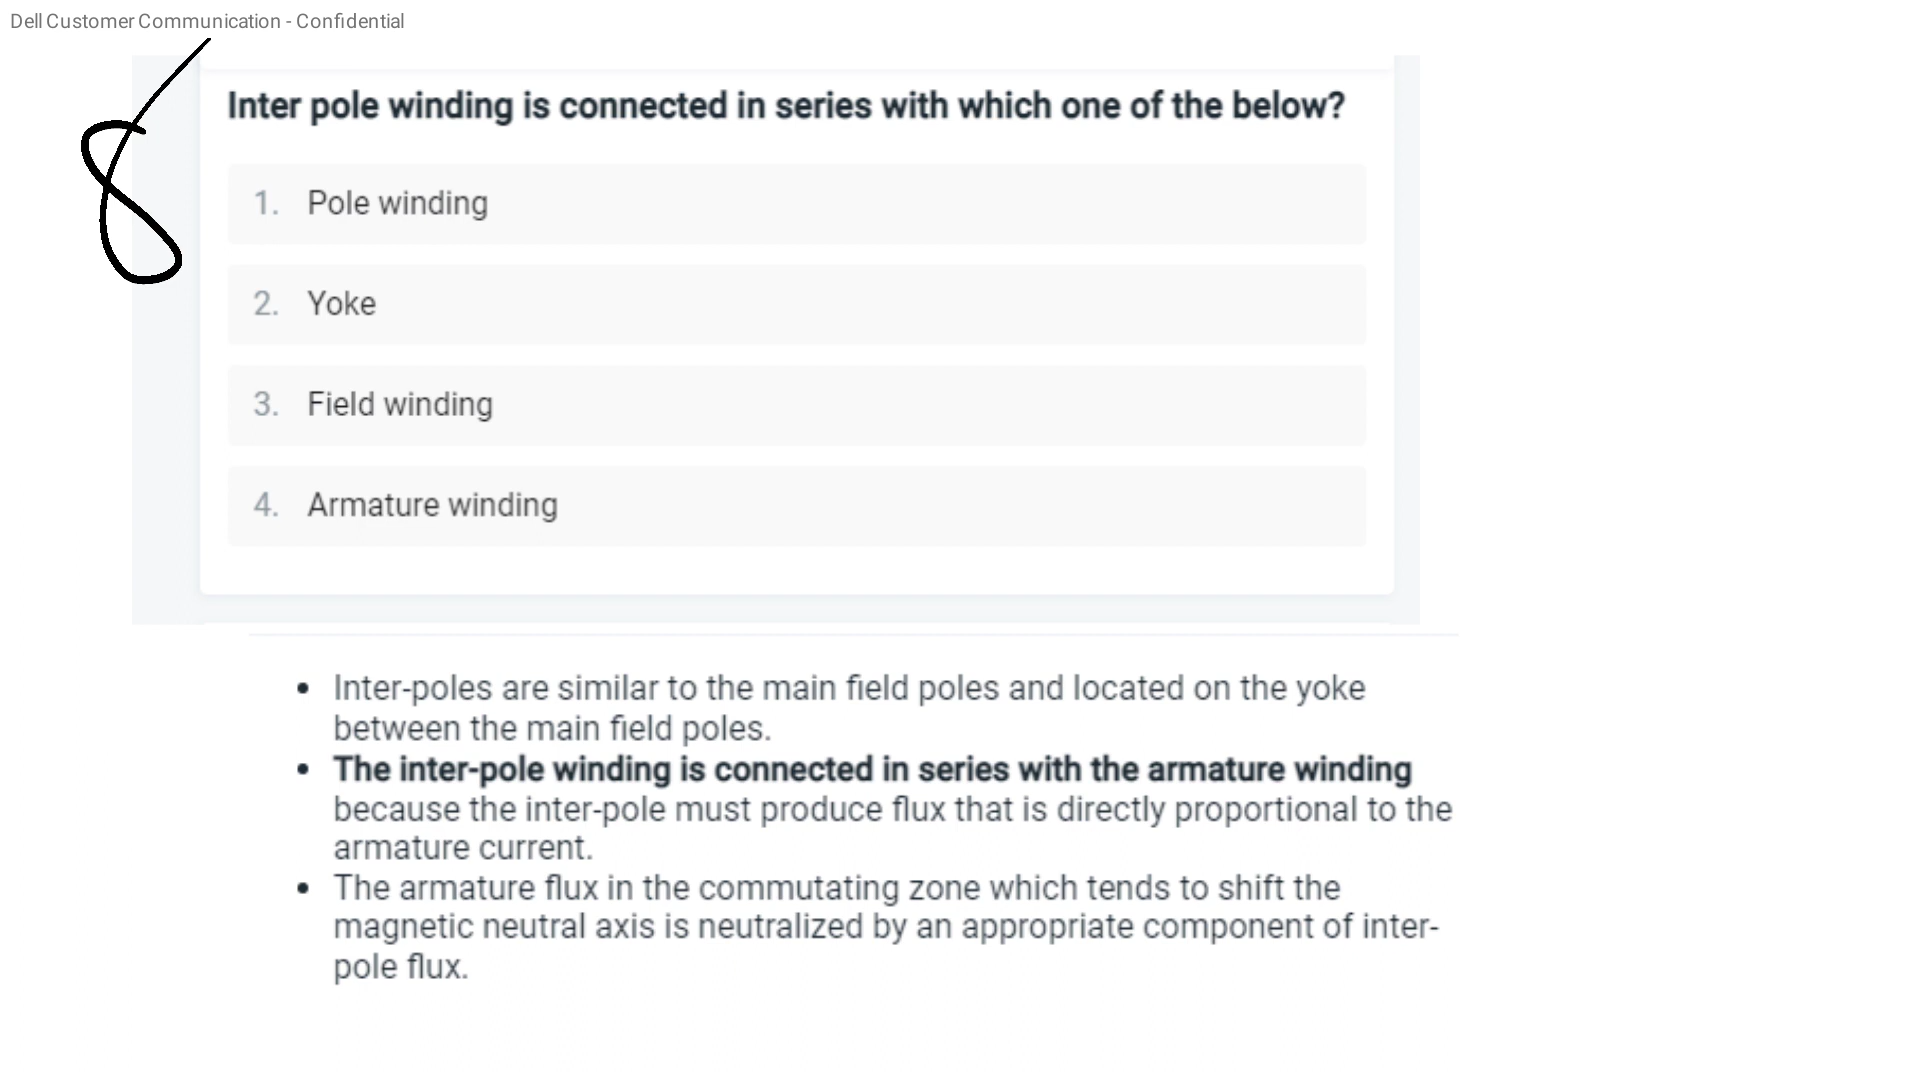 Dell Customer Communication - Confidential
8
Inter pole winding is connected in series with which one of the below?
1. Pole winding
2. Yoke
3. Field winding
4. Armature winding
• Inter-poles are similar to the main field poles and located on the yoke
between the main field poles.
• The inter-pole winding is connected in series with the armature winding
because the inter-pole must produce flux that is directly proportional to the
armature current.
• The armature flux in the commutating zone which tends to shift the
magnetic neutral axis is neutralized by an appropriate component of inter-
pole flux.